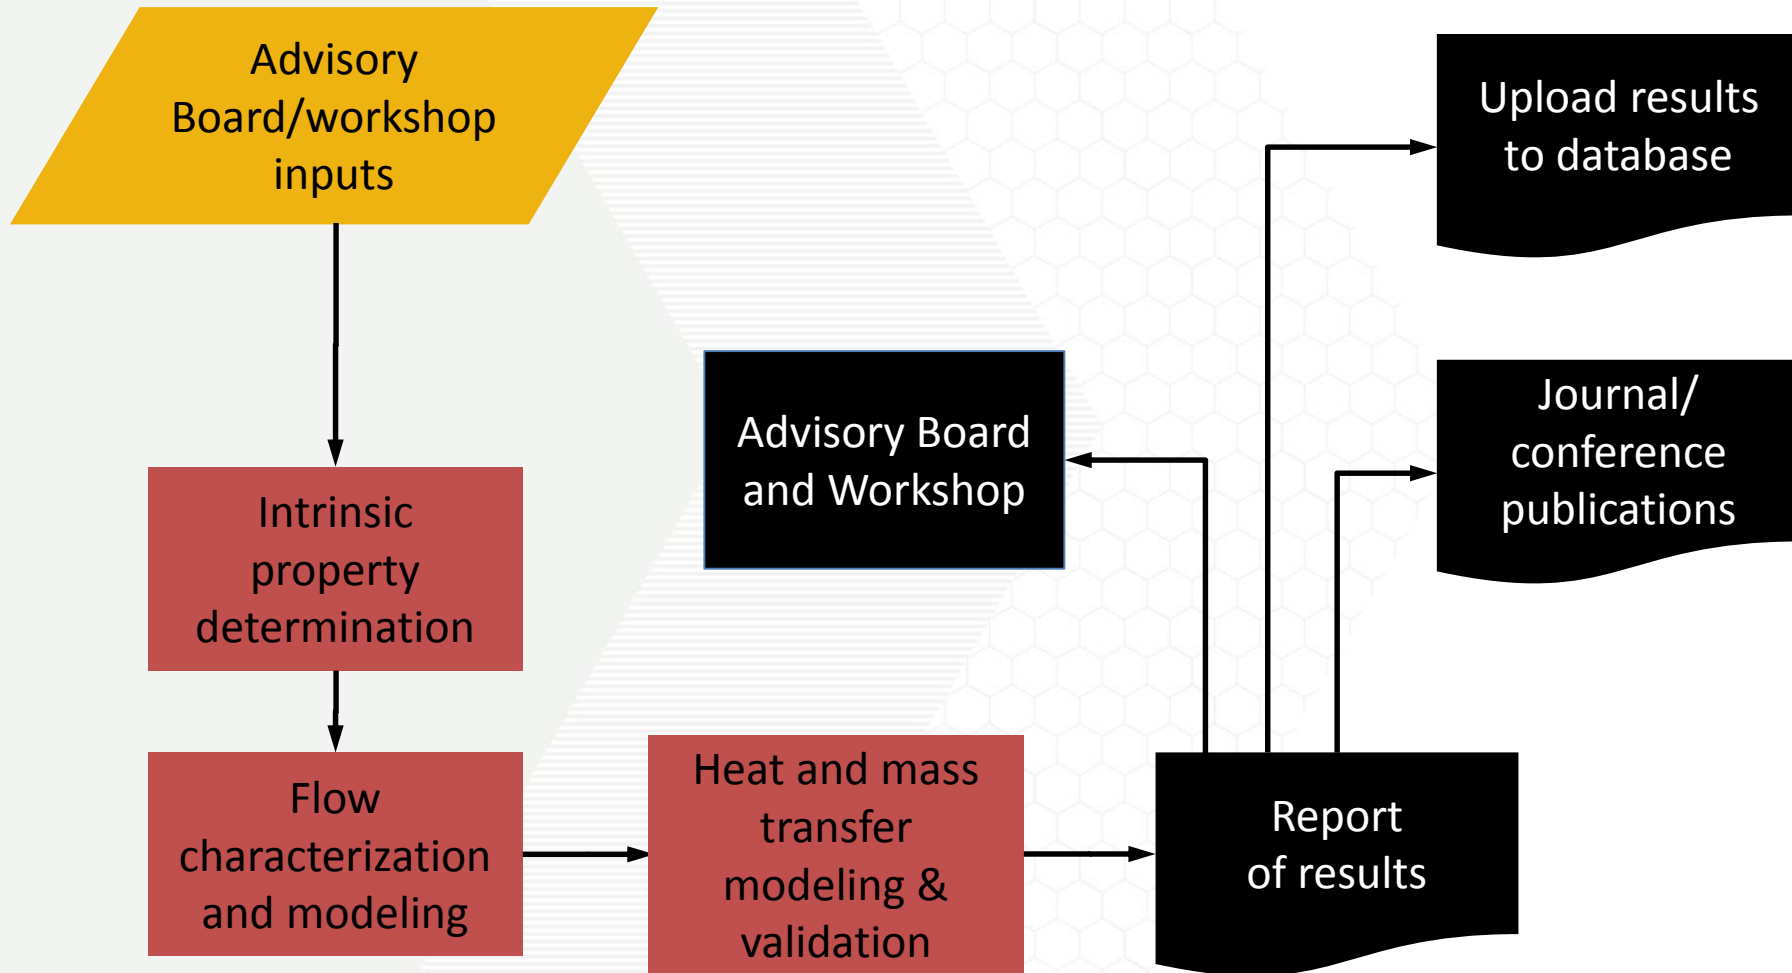 Advisory
Board/workshop
inputs
Intrinsic
property
determination
Flow
characterization
and modeling
Heat and mass
transfer
modeling &
validation
Report
of results
Advisory Board
and Workshop
Upload results
to database
Journal/
conference
publications